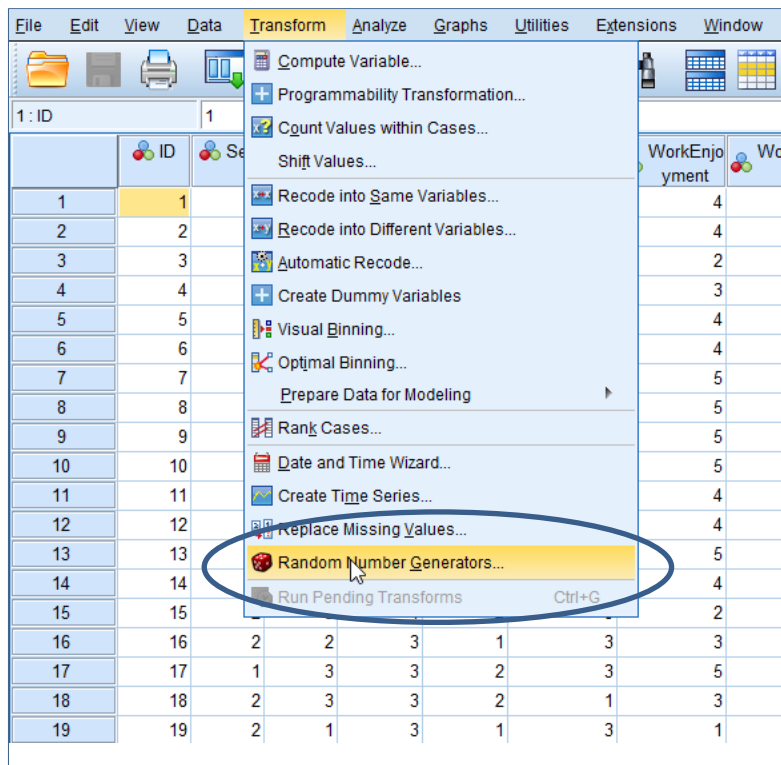 File Edit View Data Transform Analyze Graphs Utilities Extensions Window
1 : ID 1
ID Se WorkEnjo Wo
yment
Compute Variable...
Programmability Transformation...
Count Values within Cases...
Shift Values...
Recode into Same Variables...
Recode into Different Variables...
Automatic Recode...
Create Dummy Variables
Visual Binning...
Optimal Binning...
Prepare Data for Modeling
Rank Cases...
Date and Time Wizard...
Create Time Series...
Replace Missing Values...
Random Number Generators...
Run Pending Transforms Ctrl+G
1 1 4
2 2 4
3 3 2
4 4 3
5 5 4
6 6 4
7 7 5
8 8 5
9 9 5
10 10 5
11 11 4
12 12 4
13 13 5
14 14 4
15 15 2
16 16 2 2 3 1 3 3
17 17 1 3 3 2 3 5
18 18 2 3 3 2 1 3
19 19 2 1 3 1 3 1